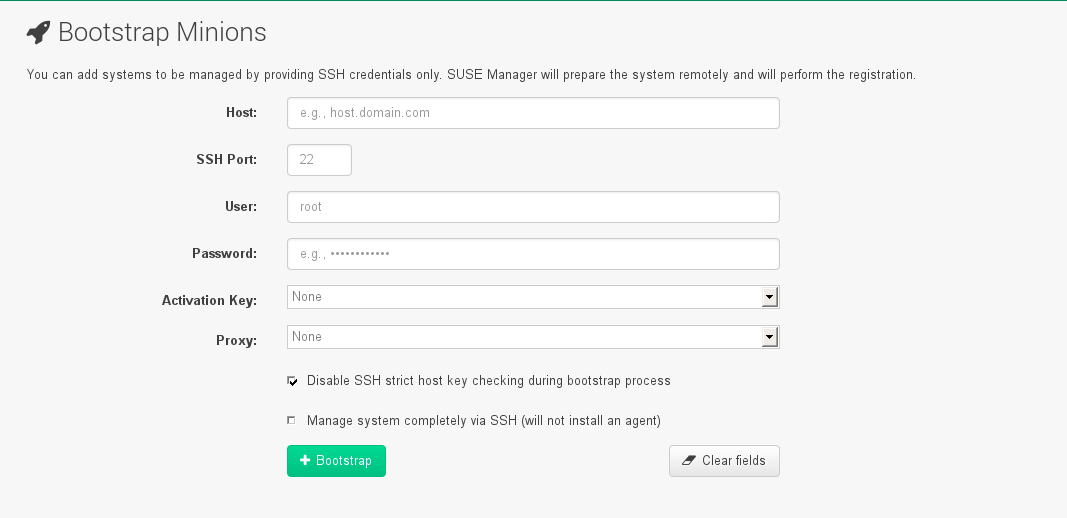 Bootstrap Minions
You can add systems to be managed by providing SSH credentials only. SUSE Manager will prepare the system remotely and will perform the registration.
Host: e.g., host.domain.com
SSH Port: 22
User: root
Password: e.g., ••••••••••••
Activation Key: None
Proxy: None
Disable SSH strict host key checking during bootstrap process
Manage system completely via SSH (will not install an agent)
Bootstrap Clear fields